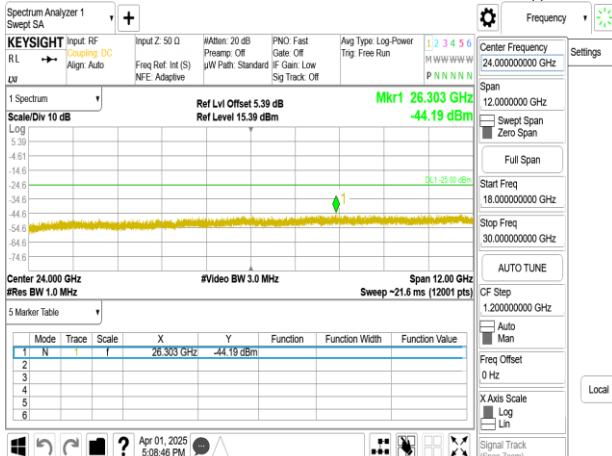 Spectrum Analyzer 1
Swept SA
Frequency
KEYSIGHT
RL
Input: RF
Coupling: DC
Align: Auto
Input Z: 50 Ω
Freq Ref: Int (S)
NFE: Adaptive
#Atten: 20 dB
Preamp: Off
µW Path: Standard
PNO: Fast
Gate: Off
IF Gain: Low
Sig Track: Off
Avg Type: Log-Power
Trig: Free Run
1 2 3 4 5 6
M W W W W W
P N N N N N
1 Spectrum
Scale/Div 10 dB
Ref Lvl Offset 5.39 dB
Ref Level 15.39 dBm
Mkr1 26.303 GHz
-44.19 dBm
Log
5.39
-4.61
-14.6
-24.6
-34.6
-44.6
-54.6
-64.6
-74.6
DL1 -25.00 dBm
1
Center 24.000 GHz
#Res BW 1.0 MHz
#Video BW 3.0 MHz
Span 12.00 GHz
Sweep ~21.6 ms (12001 pts)
5 Marker Table
Mode Trace Scale X Y Function Function Width Function Value
1 N 1 f 26.303 GHz -44.19 dBm
2
3
4
5
6
Apr 01, 2025
5:08:46 PM
Center Frequency
24.000000000 GHz
Settings
Span
12.0000000 GHz
Swept Span
Zero Span
Full Span
Start Freq
18.000000000 GHz
Stop Freq
30.000000000 GHz
AUTO TUNE
CF Step
1.200000000 GHz
Auto
Man
Freq Offset
0 Hz
Local
X Axis Scale
Log
Lin
Signal Track
(Span Zoom)